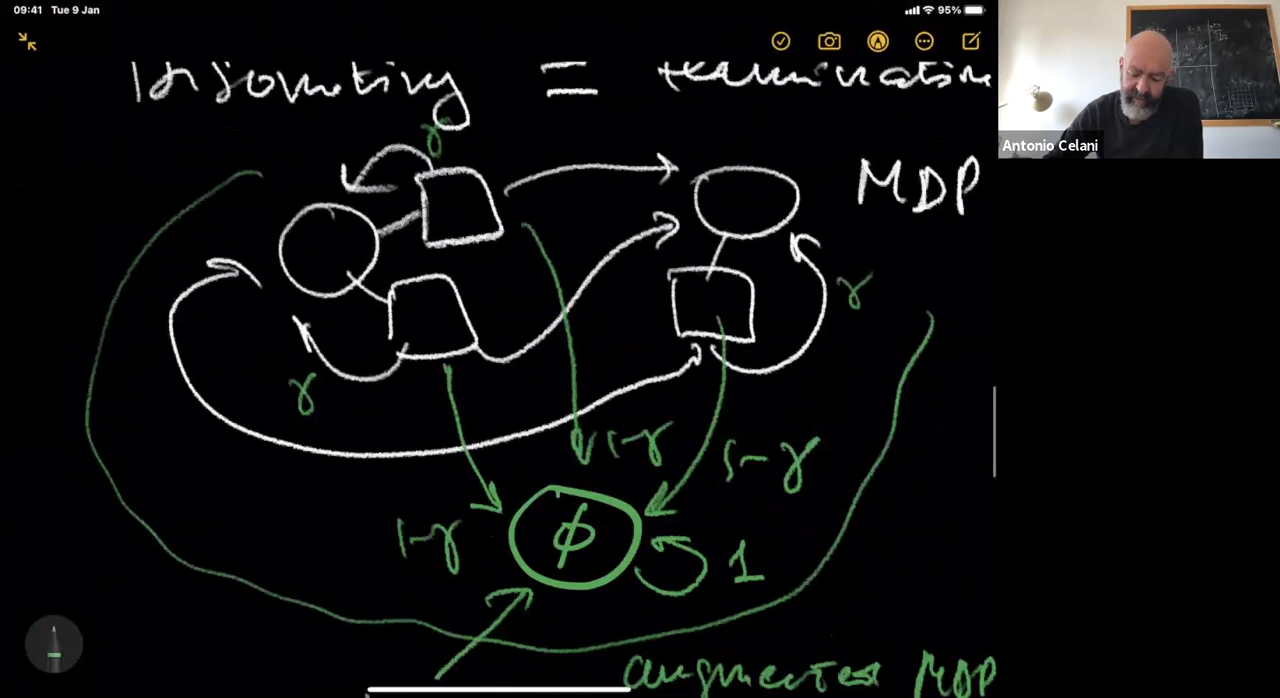 09:41 Tue 9 Jan
95%
Discounting = termination
γ
MDP
γ
γ
1-γ
1-γ
1-γ
φ
1
augmented MDP
Antonio Celani